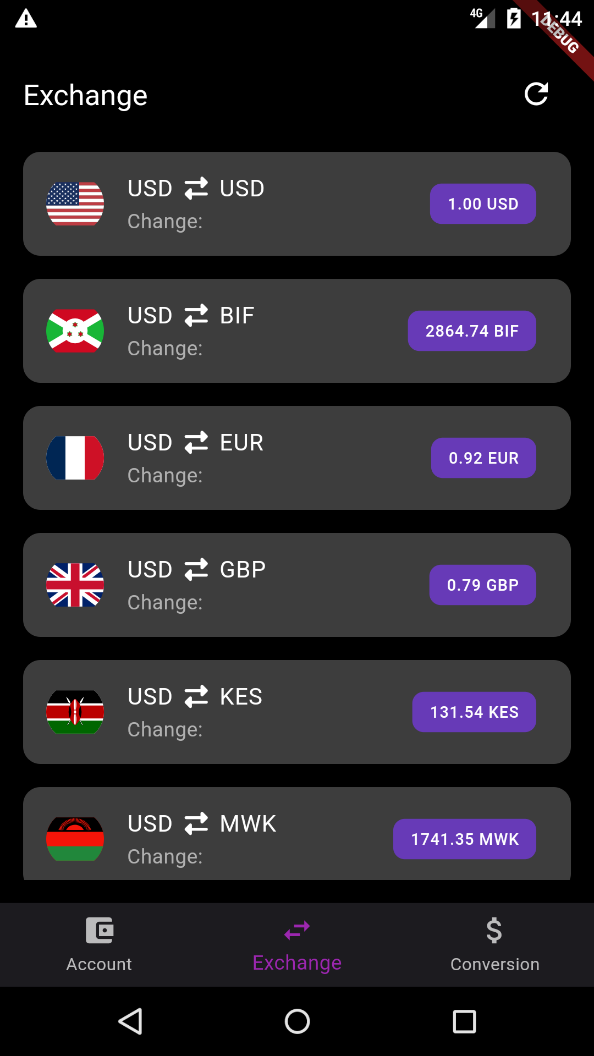 4G 11:44
DEBUG
Exchange
USD USD
Change:
1.00 USD
USD BIF
Change:
2864.74 BIF
USD EUR
Change:
0.92 EUR
USD GBP
Change:
0.79 GBP
USD KES
Change:
131.54 KES
USD MWK
Change:
1741.35 MWK
Account
Exchange
Conversion